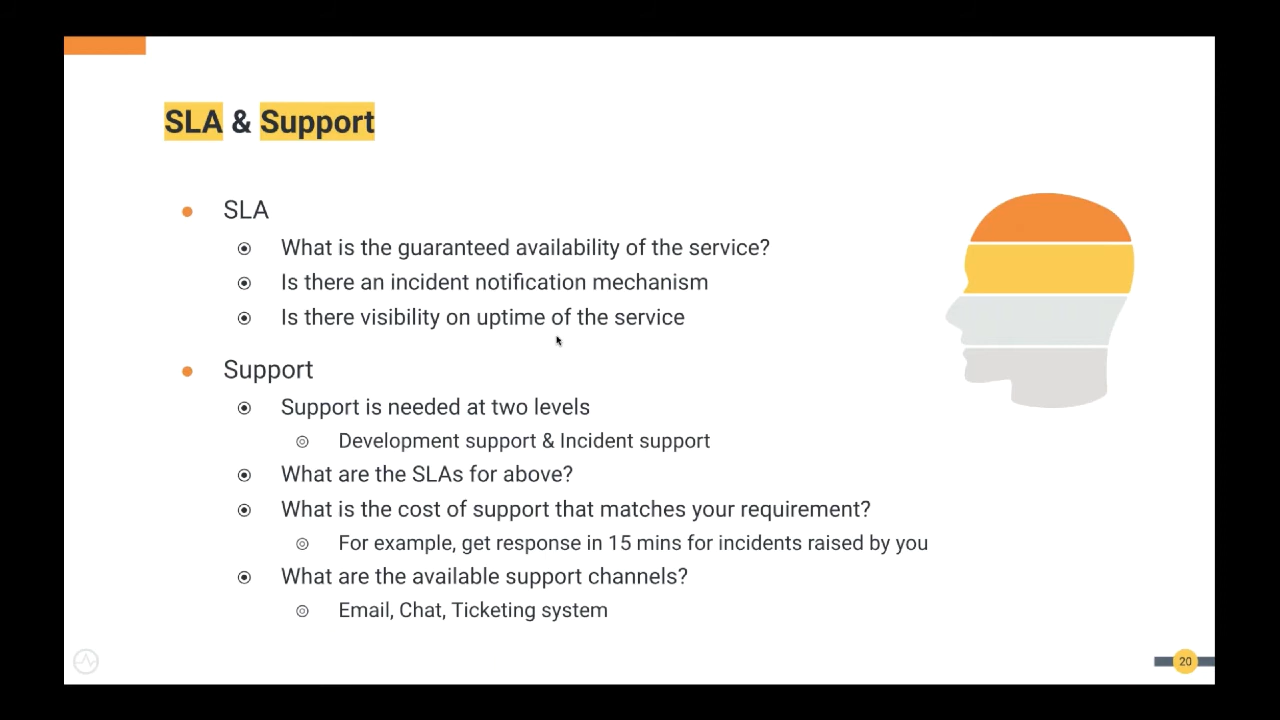 SLA & Support
SLA
What is the guaranteed availability of the service?
Is there an incident notification mechanism
Is there visibility on uptime of the service
Support
Support is needed at two levels
Development support & Incident support
What are the SLAs for above?
What is the cost of support that matches your requirement?
For example, get response in 15 mins for incidents raised by you
What are the available support channels?
Email, Chat, Ticketing system
20